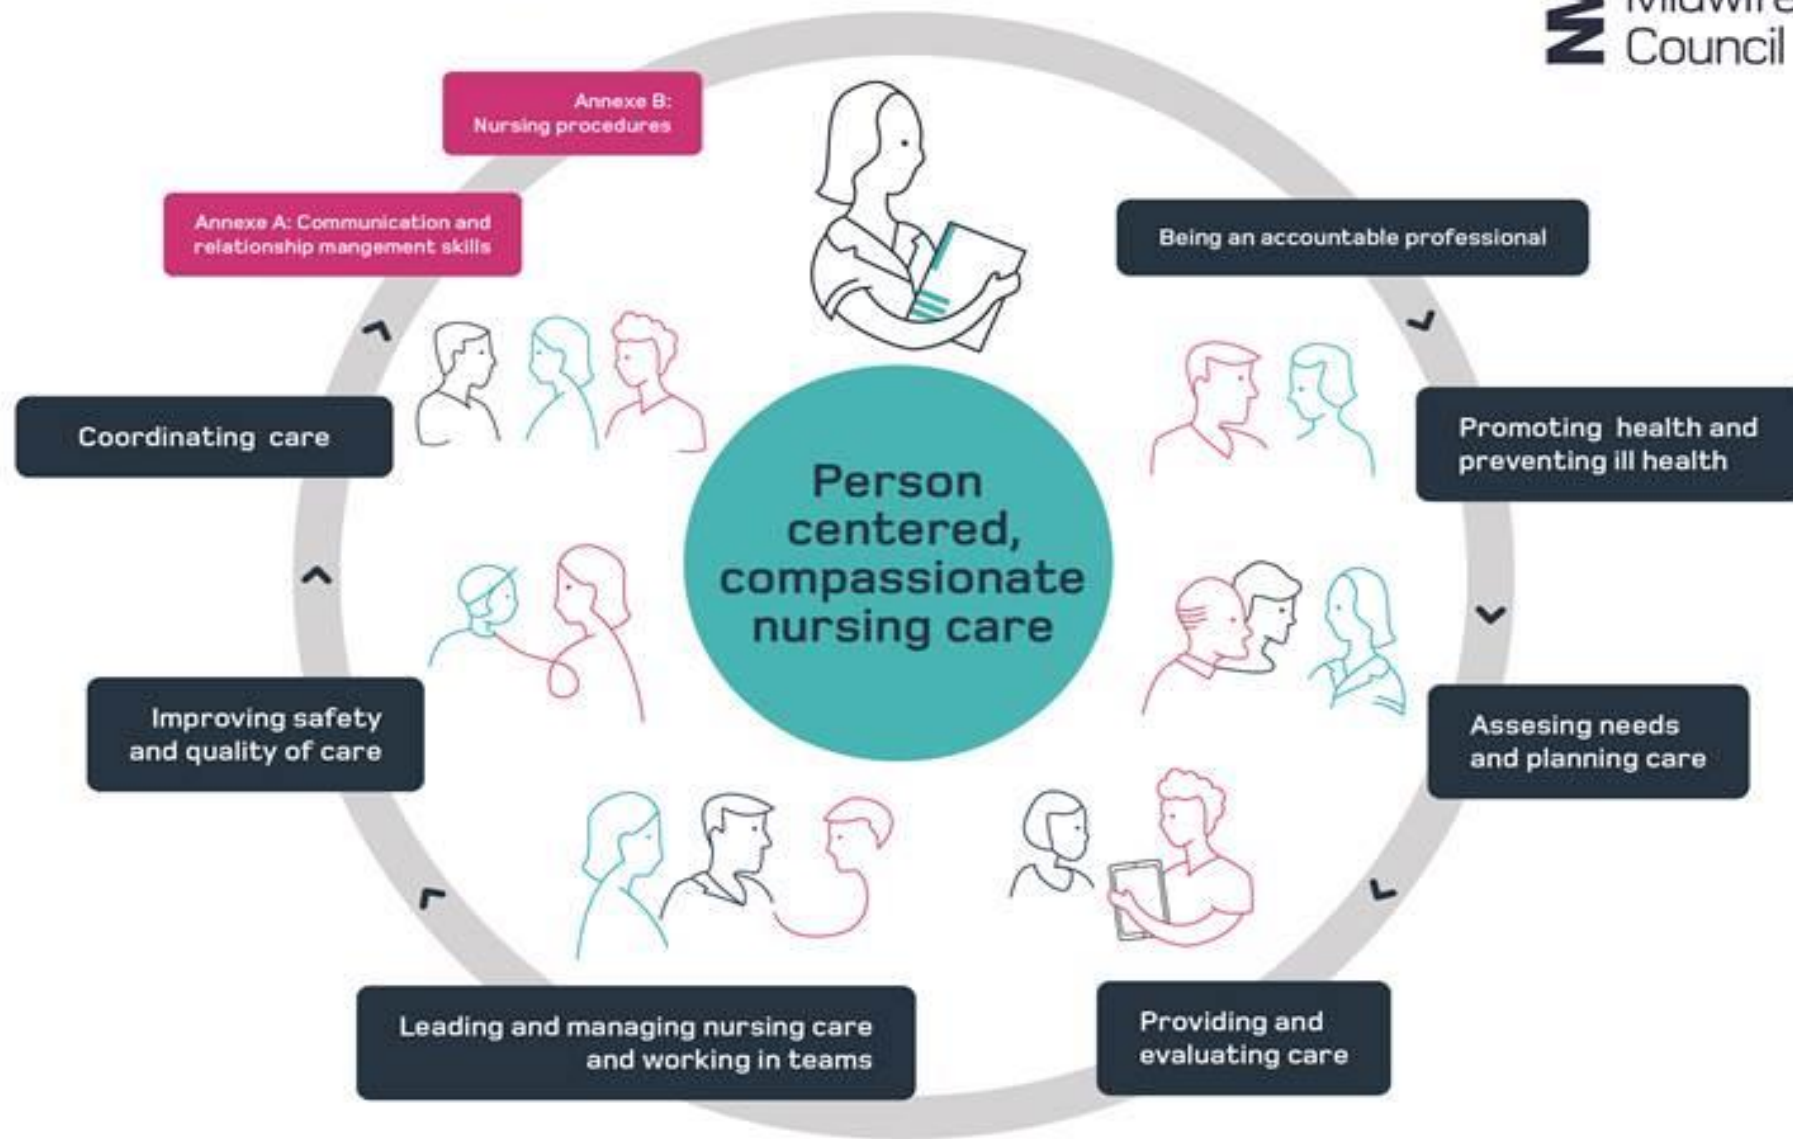 Council
Annexe B:
Nursing procedures
Annexe A: Communication and
relationship mangement skills
Being an accountable professional
Coordinating care
Promoting health and
preventing ill health
Person
centered,
compassionate
nursing care
Improving safety
and quality of care
Assesing needs
and planning care
Leading and managing nursing care
and working in teams
Providing and
evaluating care